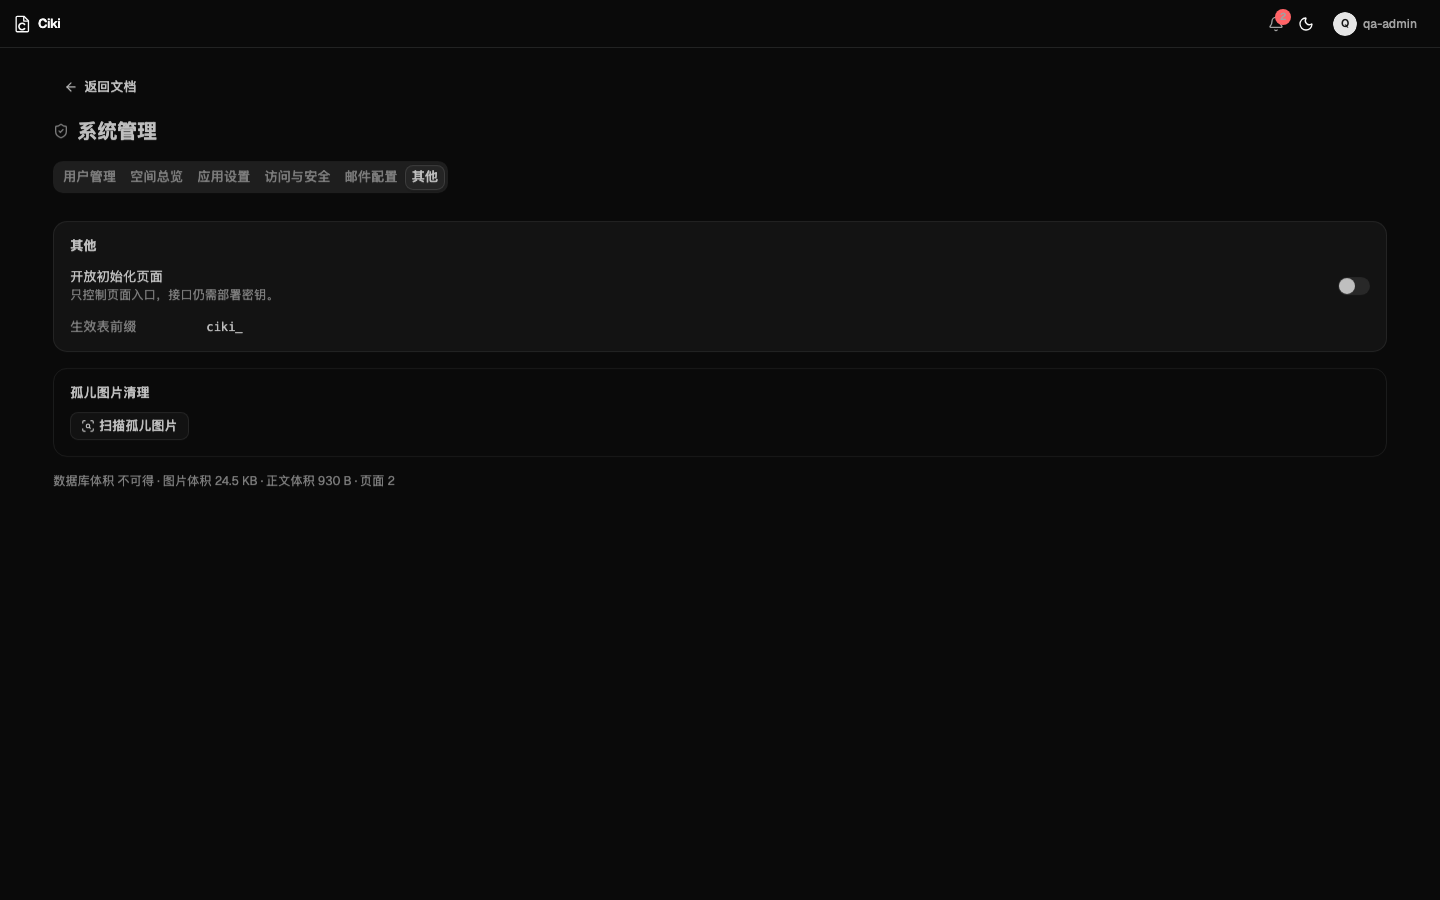 Ciki
Q qa-admin
返回文档
系统管理
用户管理 空间总览 应用设置 访问与安全 邮件配置 其他
其他
开放初始化页面
只控制页面入口，接口仍需部署密钥。
生效表前缀 ciki_
孤儿图片清理
扫描孤儿图片
数据库体积 不可得 · 图片体积 24.5 KB · 正文体积 930 B · 页面 2